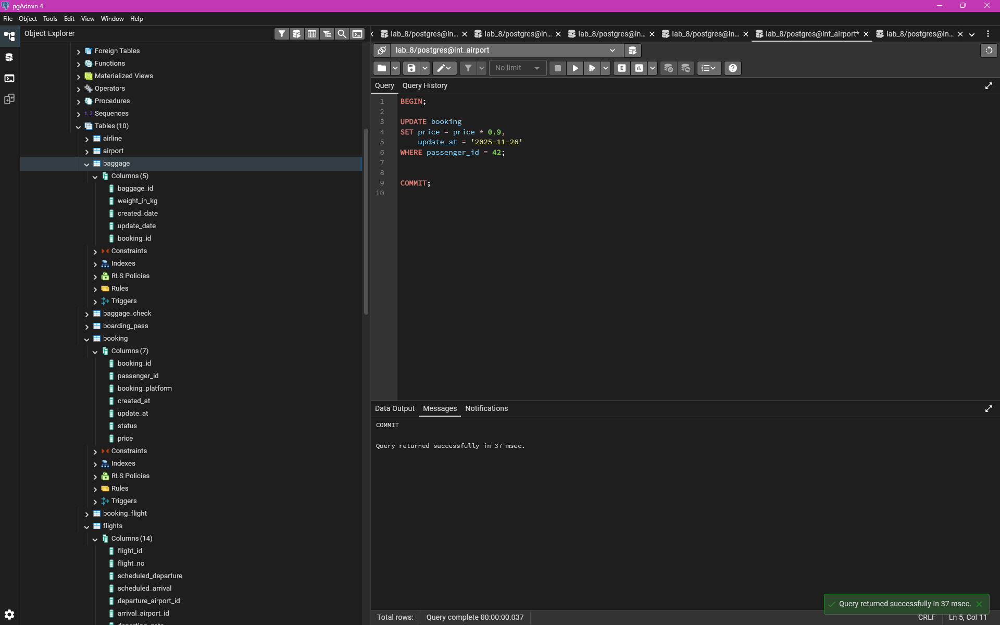 pgAdmin 4
File Object Tools Edit View Window Help
Object Explorer
Foreign Tables
Functions
Materialized Views
Operators
Procedures
1..3 Sequences
Tables (10)
airline
airport
baggage
Columns (5)
baggage_id
weight_in_kg
created_date
update_date
booking_id
Constraints
Indexes
RLS Policies
Rules
Triggers
baggage_check
boarding_pass
booking
Columns (7)
booking_id
passenger_id
booking_platform
created_at
update_at
status
price
Constraints
Indexes
RLS Policies
Rules
Triggers
booking_flight
flights
Columns (14)
flight_id
flight_no
scheduled_departure
scheduled_arrival
departure_airport_id
arrival_airport_id
lab_8/postgres@in... lab_8/postgres@in... lab_8/postgres@in... lab_8/postgres@in... lab_8/postgres@int_airport* lab_8/postgres@in...
lab_8/postgres@int_airport
No limit
E
Query Query History
1 BEGIN;
2
3 UPDATE booking
4 SET price = price * 0.9,
5 update_at = '2025-11-26'
6 WHERE passenger_id = 42;
7
8
9 COMMIT;
10
Data Output Messages Notifications
COMMIT
Query returned successfully in 37 msec.
Query returned successfully in 37 msec.
Total rows: Query complete 00:00:00.037 CRLF Ln 5, Col 11